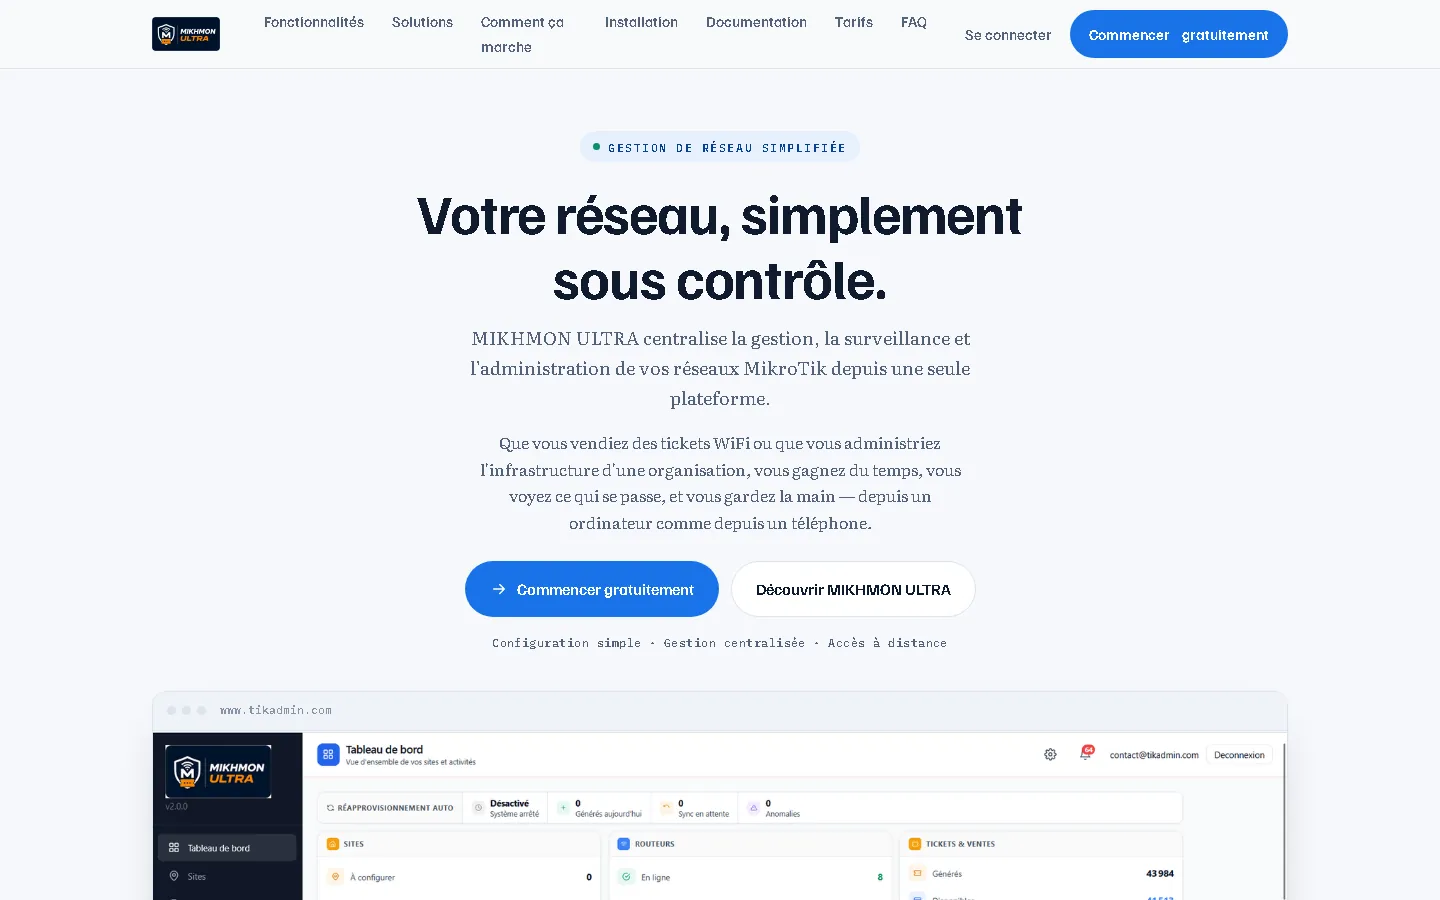 MIKHMON
ULTRA
Fonctionnalités
Solutions
Comment ça
marche
Installation
Documentation
Tarifs
FAQ
Se connecter
Commencer gratuitement
GESTION DE RÉSEAU SIMPLIFIÉE
Votre réseau, simplement
sous contrôle.
MIKHMON ULTRA centralise la gestion, la surveillance et
l'administration de vos réseaux MikroTik depuis une seule
plateforme.
Que vous vendiez des tickets WiFi ou que vous administriez
l'infrastructure d'une organisation, vous gagnez du temps, vous
voyez ce qui se passe, et vous gardez la main — depuis un
ordinateur comme depuis un téléphone.
→ Commencer gratuitement
Découvrir MIKHMON ULTRA
Configuration simple · Gestion centralisée · Accès à distance
www.tikadmin.com
MIKHMON
ULTRA
v2.0.0
Tableau de bord
Sites
Tableau de bord
Vue d'ensemble de vos sites et activités
64
contact@tikadmin.com
Deconnexion
RÉAPPROVISIONNEMENT AUTO
Désactivé
Système arrêté
0
Générés aujourd'hui
0
Sync en attente
0
Anomalies
SITES
À configurer
0
ROUTEURS
En ligne
8
TICKETS & VENTES
Générés
43 984